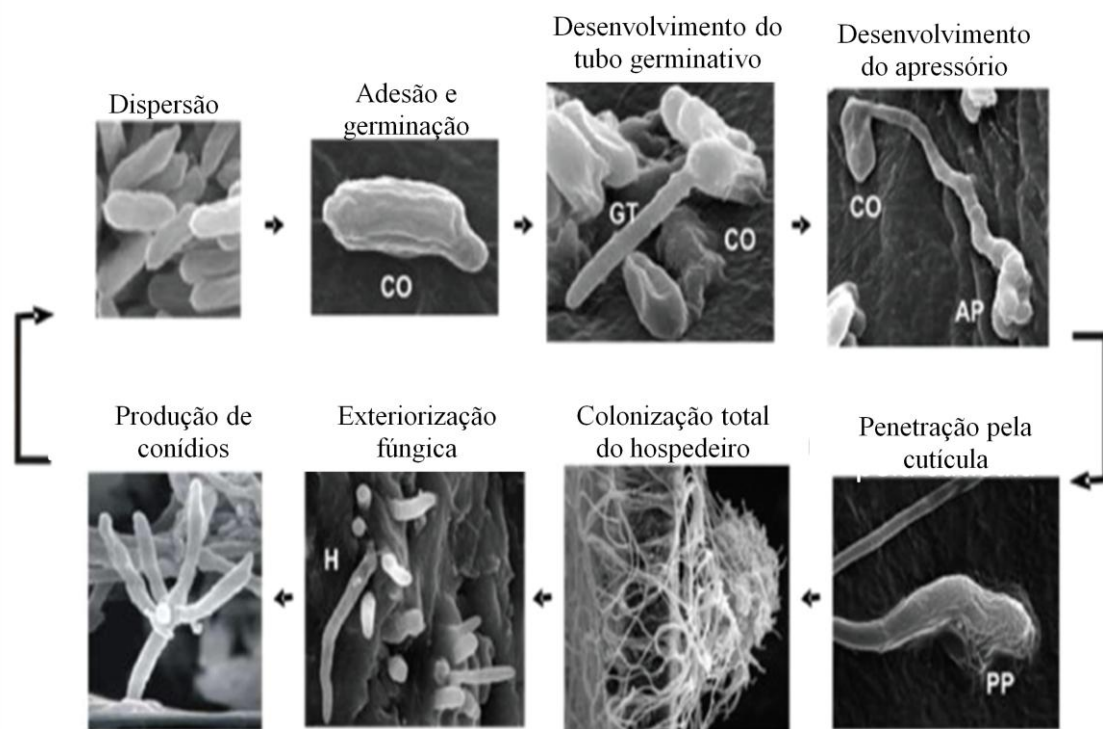 Dispersão
Adesão e
germinação
Desenvolvimento do
tubo germinativo
Desenvolvimento
do apressório
CO
GT
CO
CO
AP
Produção de
conídios
Exteriorização
fúngica
Colonização total
do hospedeiro
Penetração pela
cutícula
H
PP